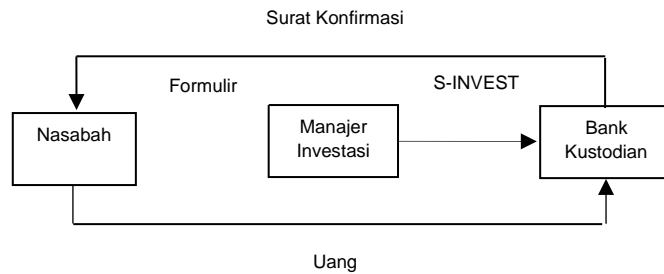 Surat Konfirmasi
Formulir
S-INVEST
Nasabah
Manajer
Investasi
Bank
Kustodian
Uang